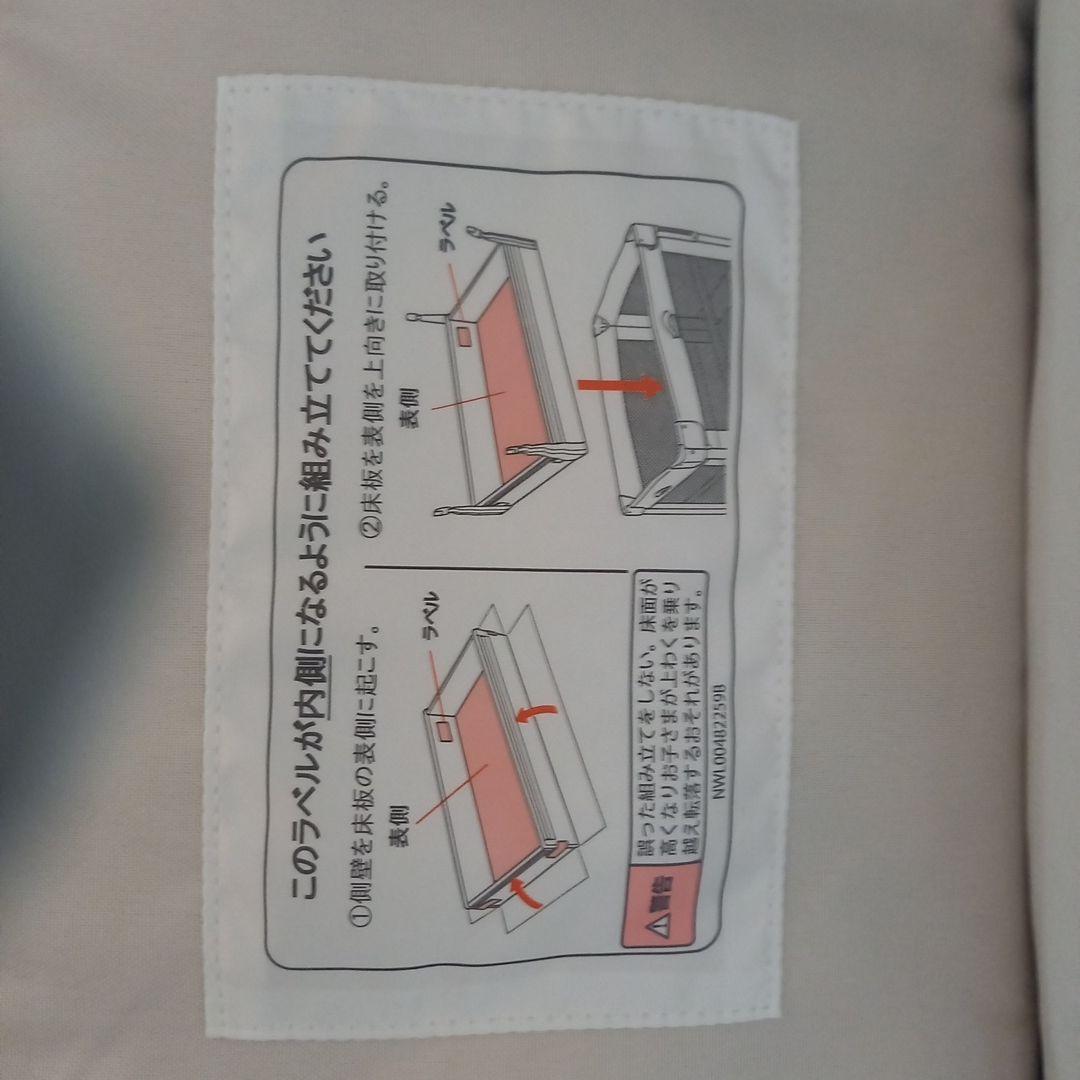 このラベルが内側になるように組み立ててください
①側壁を床板の表側に起こす。
表側
ラベル
警告
誤った組み立てをしない。床面が
高くなりお子さまが上わくを乗り
越え転落するおそれがあります。
NWL00482259B
②床板を表側を上向きに取り付ける。
表側
ラベル